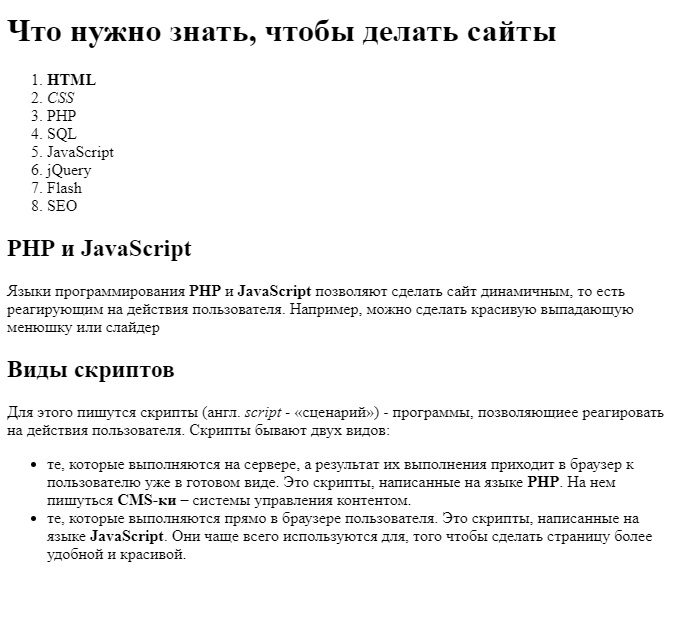 Что нужно знать, чтобы делать сайты
1. HTML
2. CSS
3. PHP
4. SQL
5. JavaScript
6. jQuery
7. Flash
8. SEO
PHP и JavaScript
Языки программирования PHP и JavaScript позволяют сделать сайт динамичным, то есть
реагирующим на действия пользователя. Например, можно сделать красивую выпадающую
менюшку или слайдер
Виды скриптов
Для этого пишутся скрипты (англ. script - «сценарий») - программы, позволяющиее реагировать
на действия пользователя. Скрипты бывают двух видов:
• те, которые выполняются на сервере, а результат их выполнения приходит в браузер к
пользователю уже в готовом виде. Это скрипты, написанные на языке PHP. На нем
пишуться CMS-ки – системы управления контентом.
• те, которые выполняются прямо в браузере пользователя. Это скрипты, написанные на
языке JavaScript. Они чаще всего используются для, того чтобы сделать страницу более
удобной и красивой.